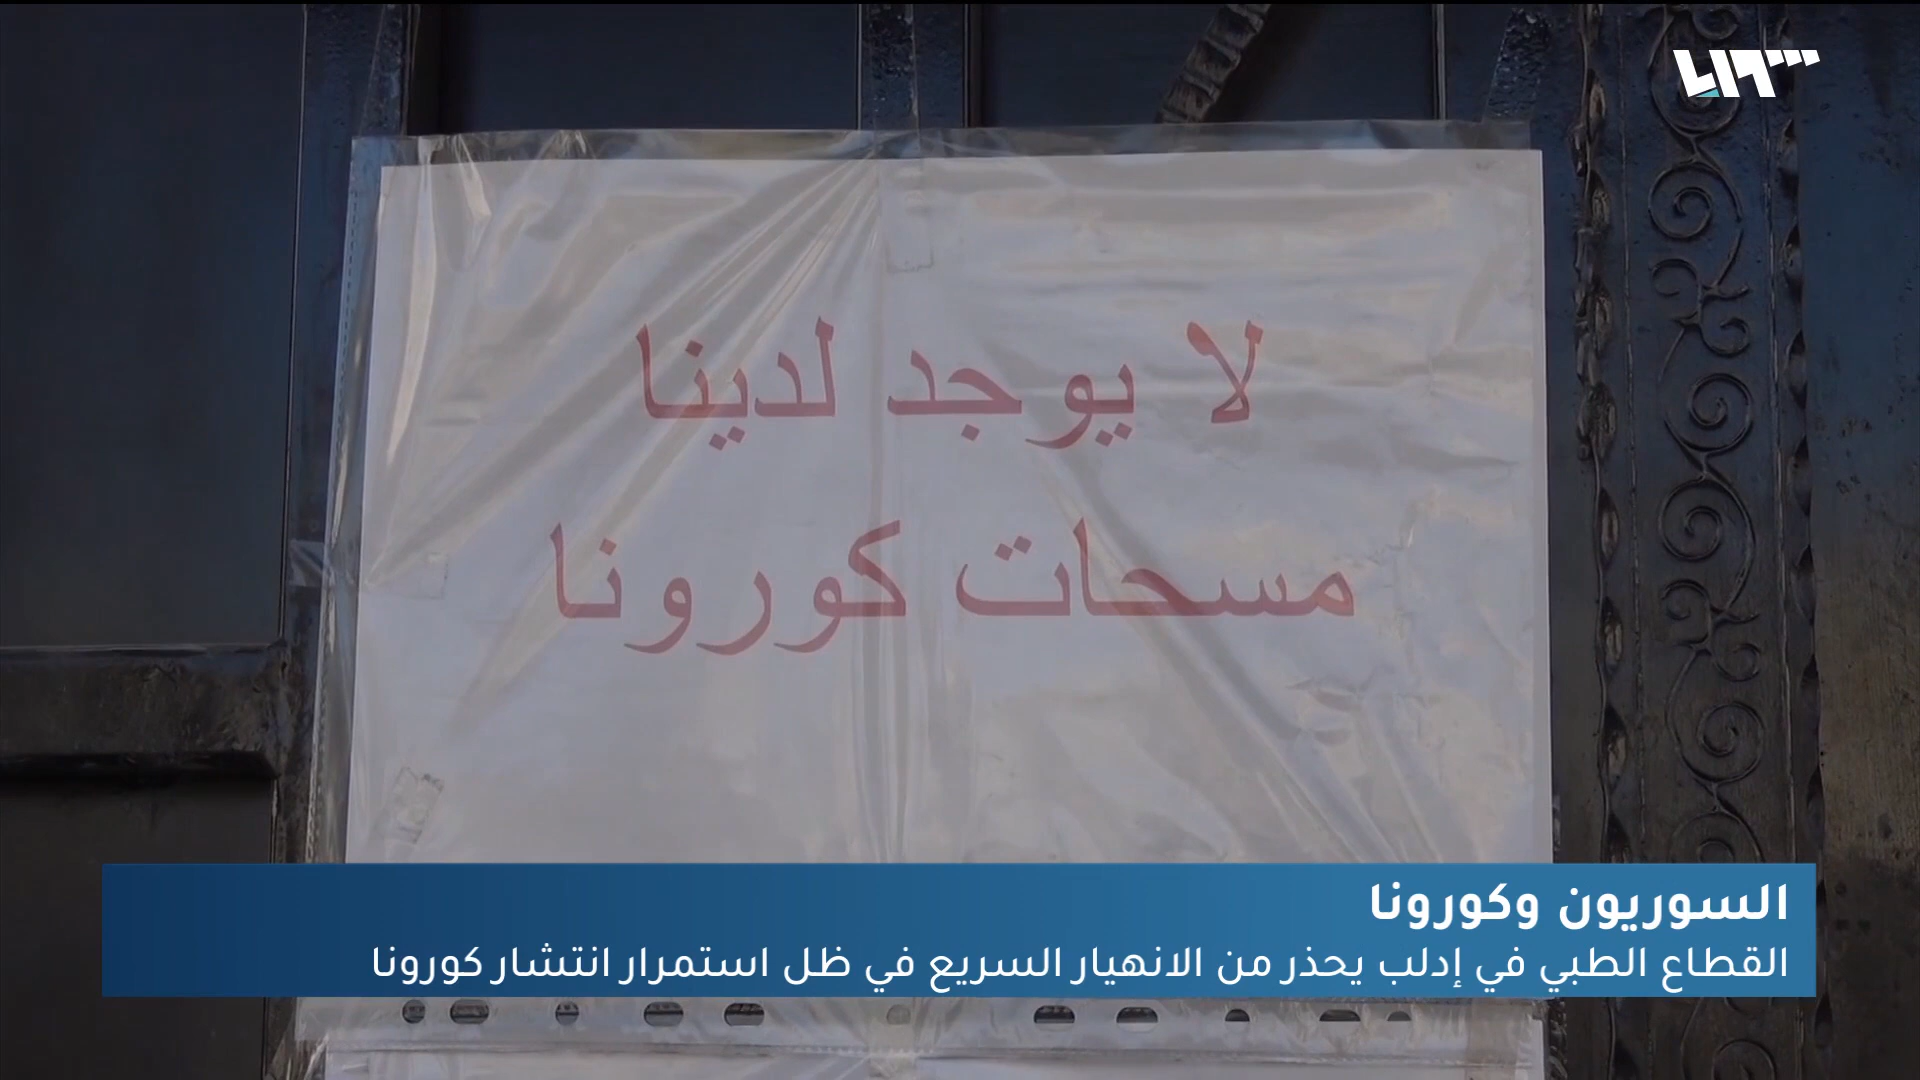 لا يوجد لدينا
مسحات كورونا
السوريون وكورونا
القطاع الطبي في إدلب يحذر من الانهيار السريع في ظل استمرار انتشار كورونا